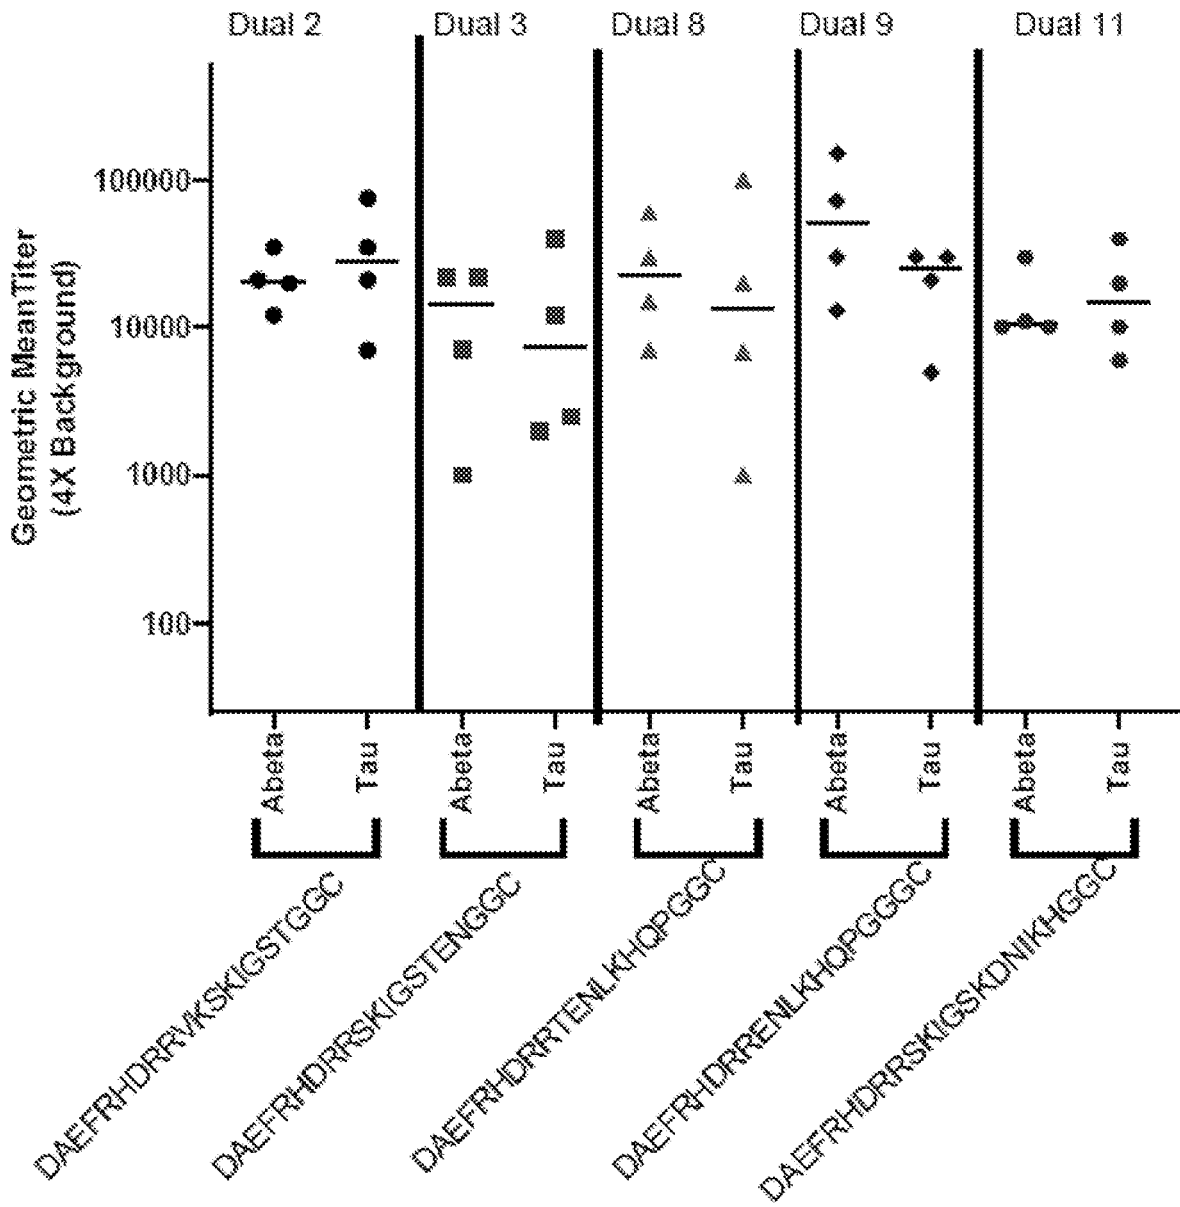 Dual 2
Dual 3
Dual 8
Dual 9
Dual 11
Geometric MeanTiter
(4X Background)
100000
10000
1000
100
Abeta
Tau
Abeta
Tau
Abeta
Tau
Abeta
Tau
Abeta
Tau
DAEFRHDRRVKSKIGSTGGC
DAEFRHDRRSKIGSTENGGC
DAEFRHDRRTENLKHQPGGC
DAEFRHDRRENLKHQPGGGC
DAEFRHDRRSKIGSKDNIKHGGC